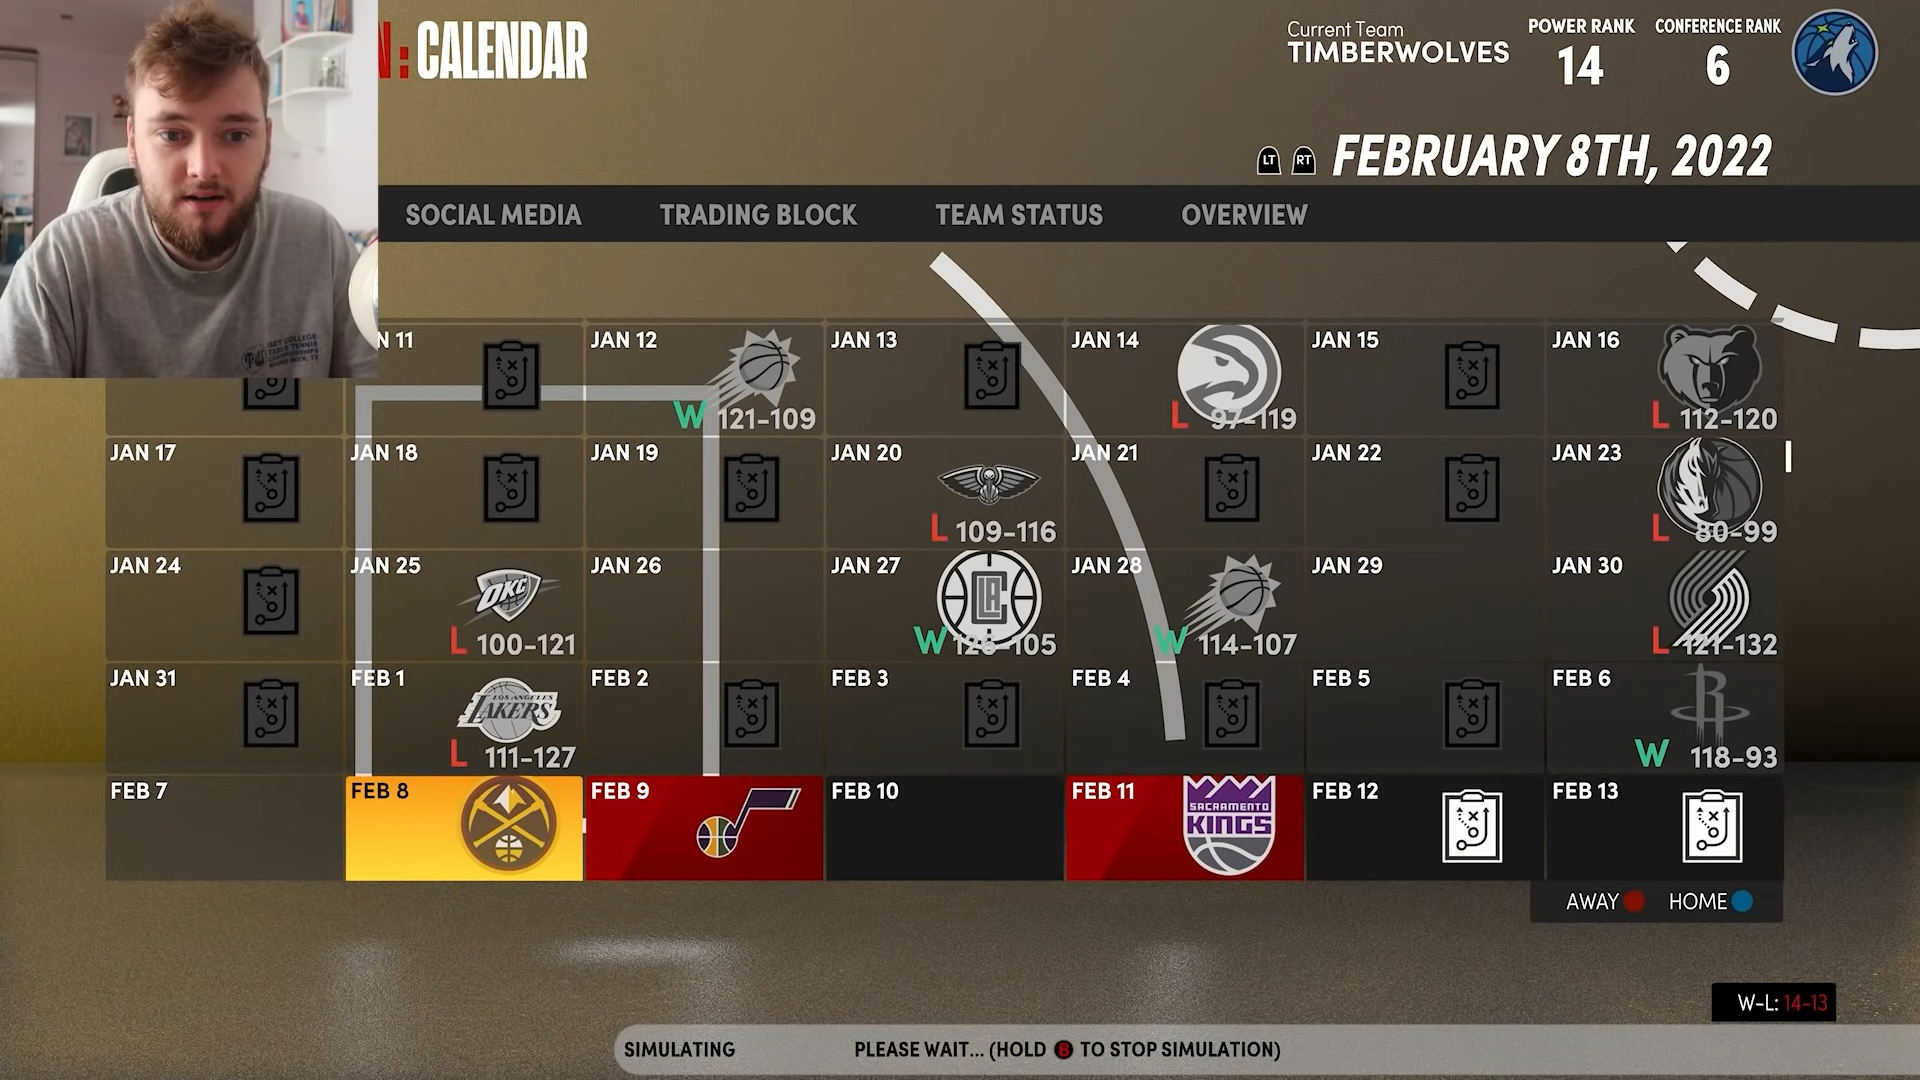 N: CALENDAR
Current Team
TIMBERWOLVES
POWER RANK
14
CONFERENCE RANK
6
LT RT FEBRUARY 8TH, 2022
SOCIAL MEDIA TRADING BLOCK TEAM STATUS OVERVIEW
N 11 JAN 12 JAN 13 JAN 14 JAN 15 JAN 16
W 121-109 L 97-119 L 112-120
JAN 17 JAN 18 JAN 19 JAN 20 JAN 21 JAN 22 JAN 23
L 109-116 L 80-99
JAN 24 JAN 25 JAN 26 JAN 27 JAN 28 JAN 29 JAN 30
OKC
L 100-121 W 126-105 W 114-107 L 121-132
JAN 31 FEB 1 FEB 2 FEB 3 FEB 4 FEB 5 FEB 6
LOS ANGELES
LAKERS
R
L 111-127 W 118-93
FEB 7 FEB 8 FEB 9 FEB 10 FEB 11 FEB 12 FEB 13
SACRAMENTO
KINGS
AWAY HOME
W-L: 14-13
SIMULATING PLEASE WAIT... (HOLD B TO STOP SIMULATION)